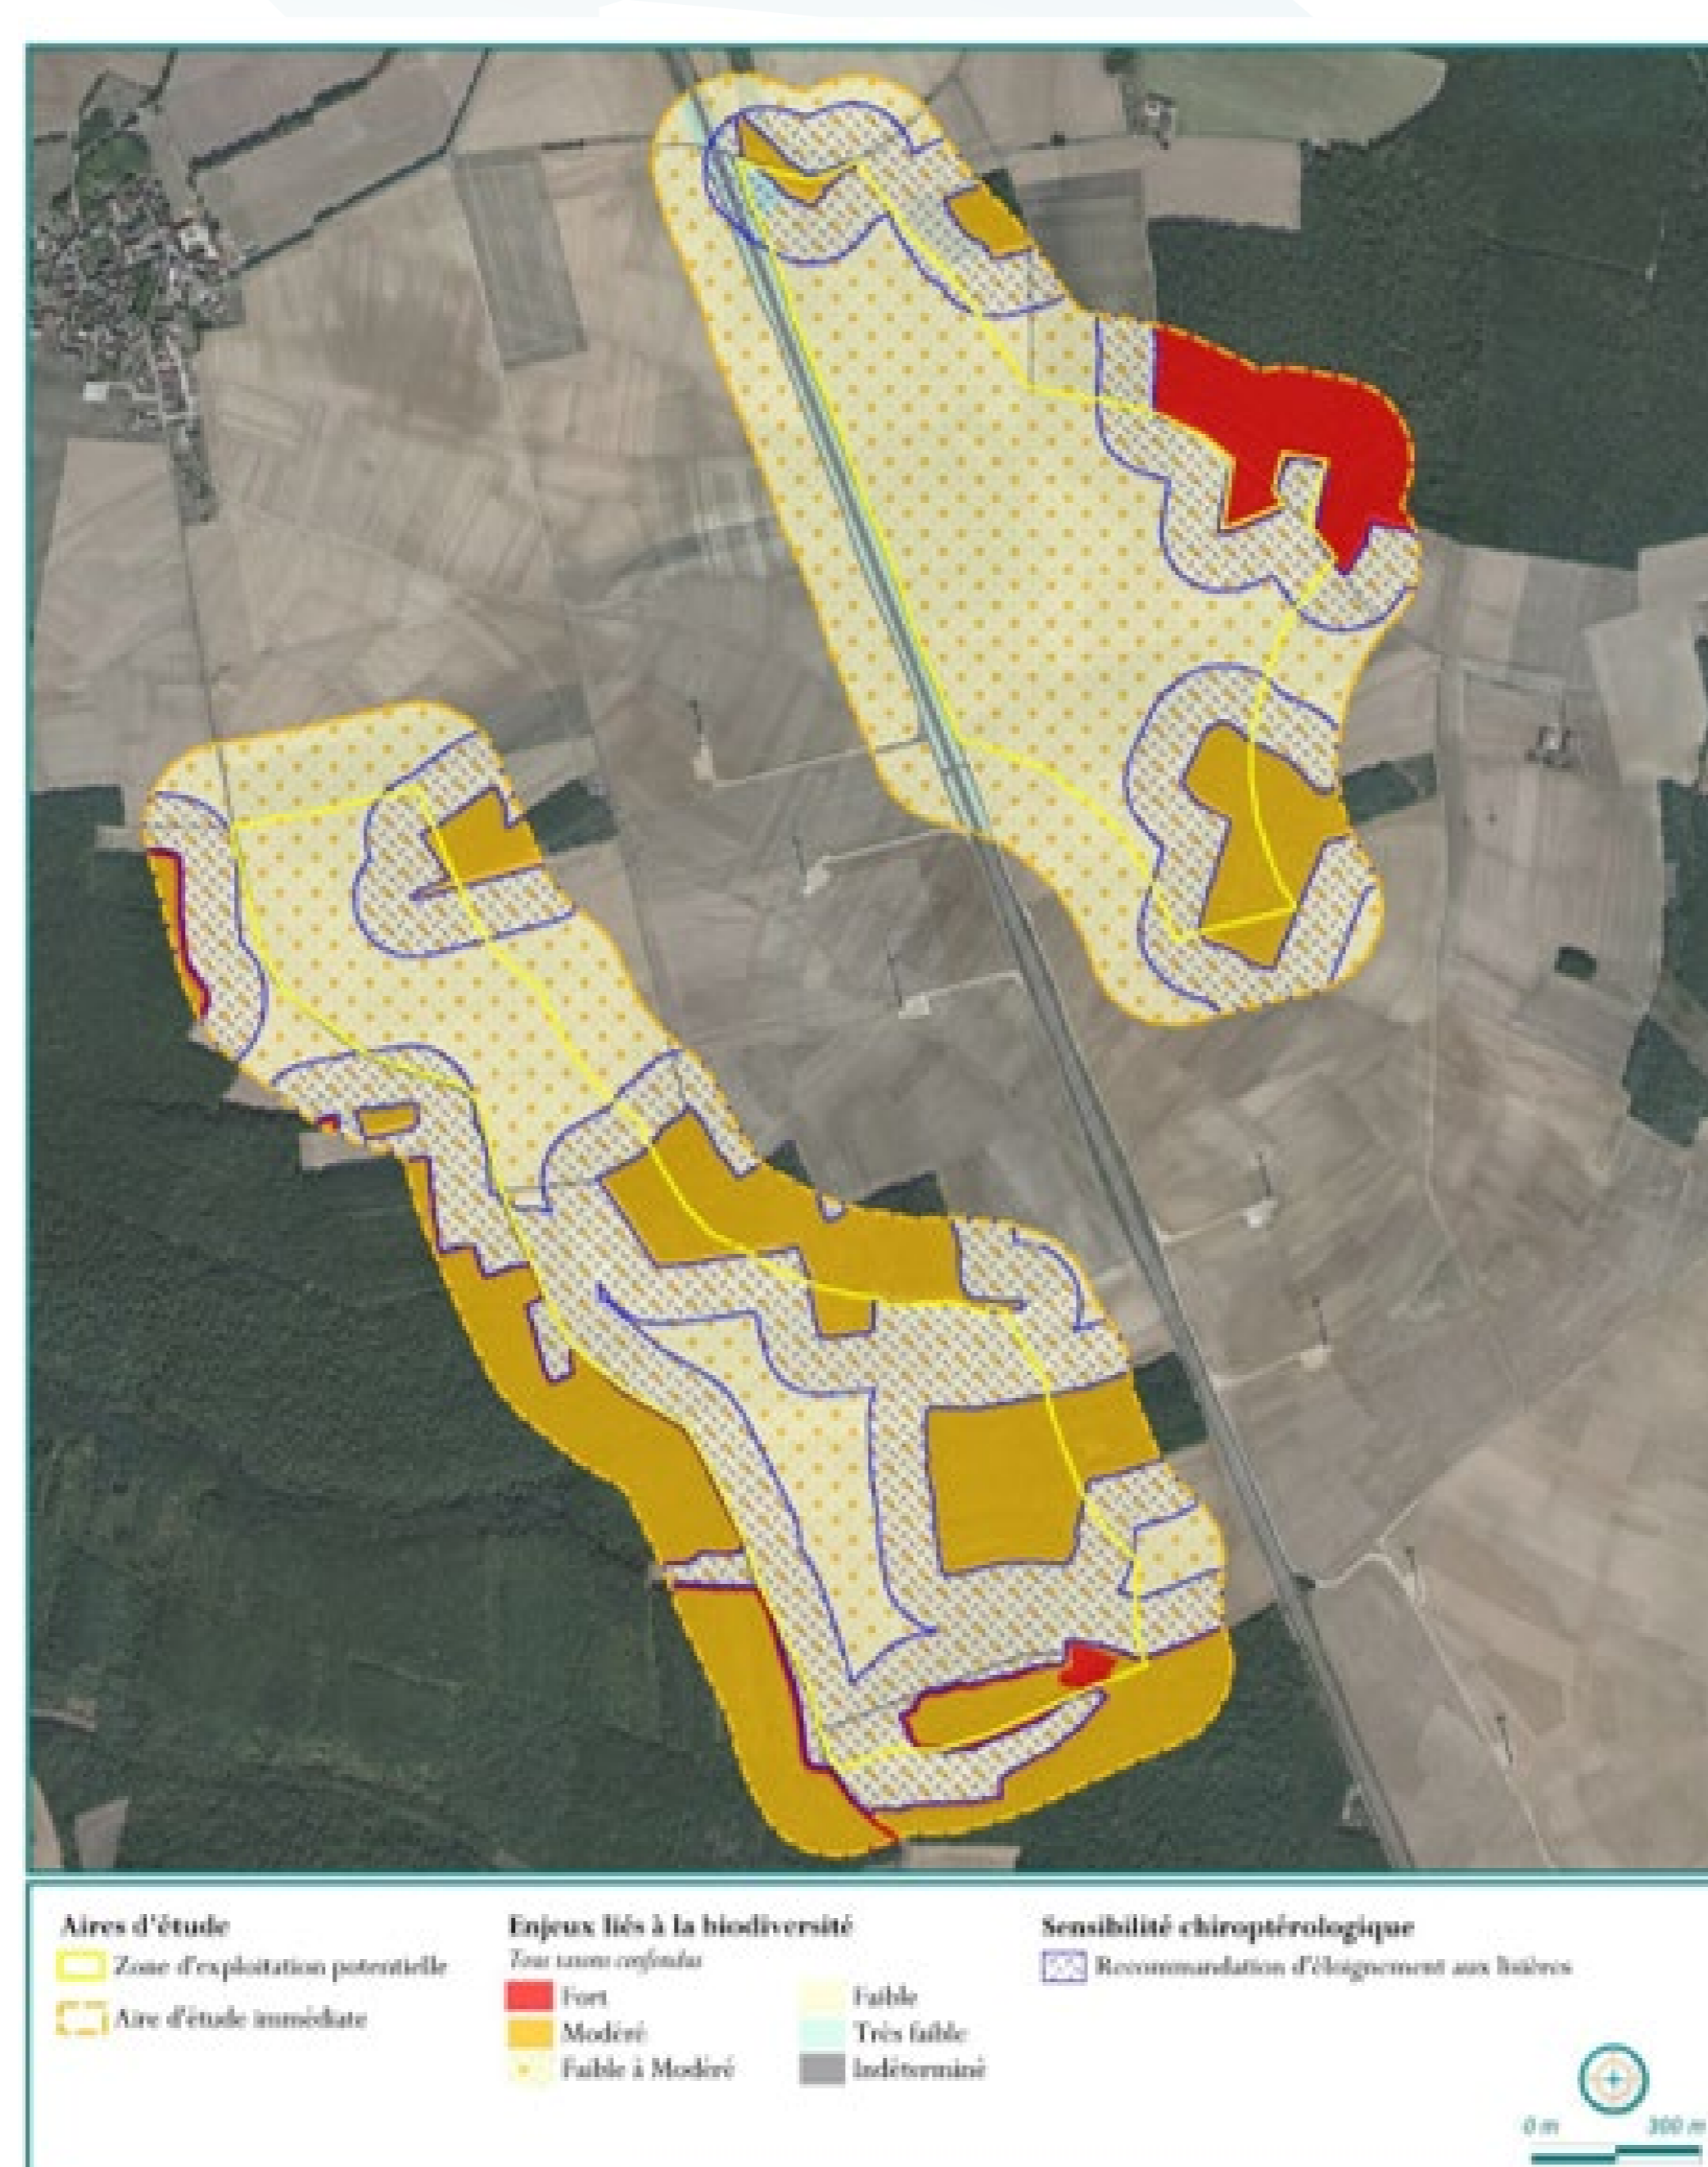 Aires d'étude
Zone d'exploitation potentielle
Aire d'étude immédiate
Enjeux liés à la biodiversité
Tous taxons confondus
Fort
Modéré
Faible à Modéré
Faible
Très faible
Indéterminé
Sensibilité chiroptérologique
Recommandation d'éloignement aux lisières
0 m
300 m